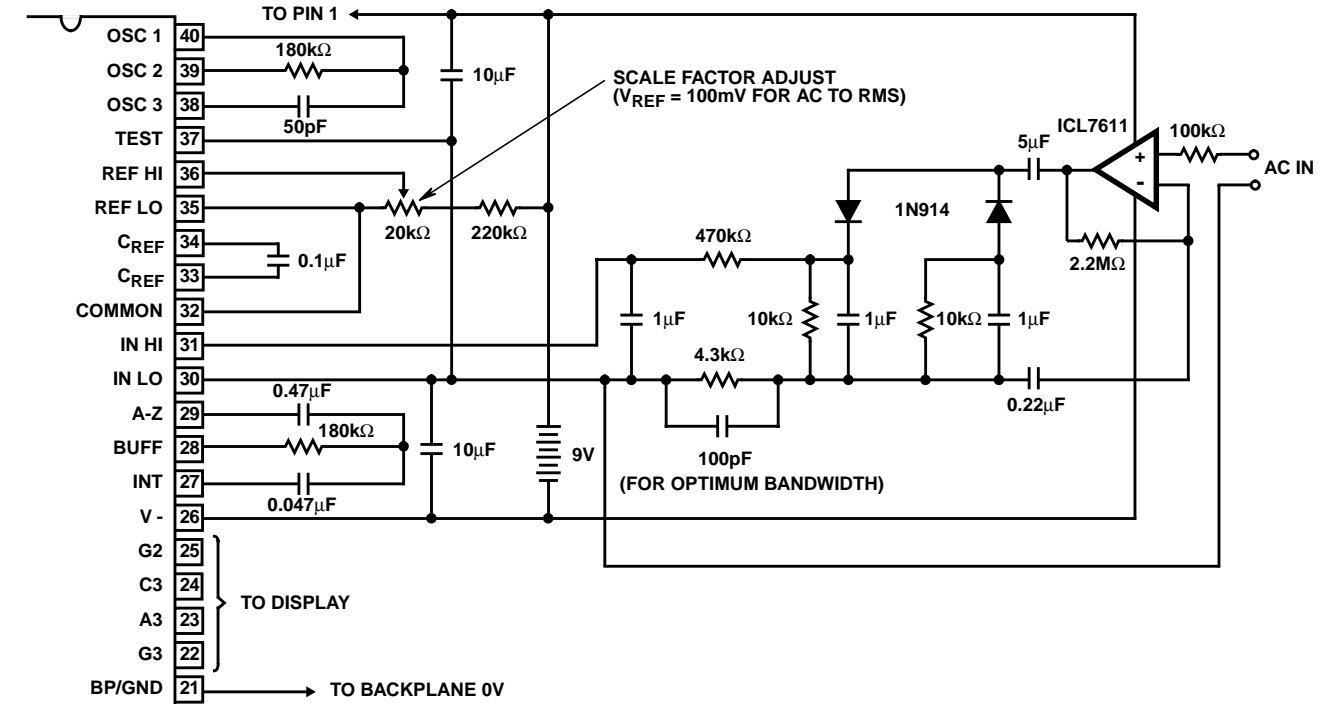 TO PIN 1
OSC 1 40
180kΩ
OSC 2 39
10µF
SCALE FACTOR ADJUST
(VREF = 100mV FOR AC TO RMS)
OSC 3 38
50pF
TEST 37
ICL7611
100kΩ
5µF
+
-
AC IN
REF HI 36
REF LO 35
20kΩ
220kΩ
1N914
CREF 34
0.1µF
470kΩ
2.2MΩ
CREF 33
COMMON 32
1µF
10kΩ
1µF
10kΩ
1µF
IN HI 31
4.3kΩ
IN LO 30
0.47µF
0.22µF
A-Z 29
180kΩ
BUFF 28
10µF
9V
100pF
INT 27
(FOR OPTIMUM BANDWIDTH)
0.047µF
V - 26
G2 25
C3 24
TO DISPLAY
A3 23
G3 22
BP/GND 21
TO BACKPLANE 0V